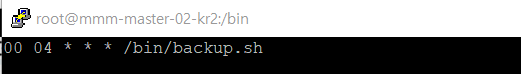 root@mmm-master-02-kr2:/bin
00 04 * * * /bin/backup.sh